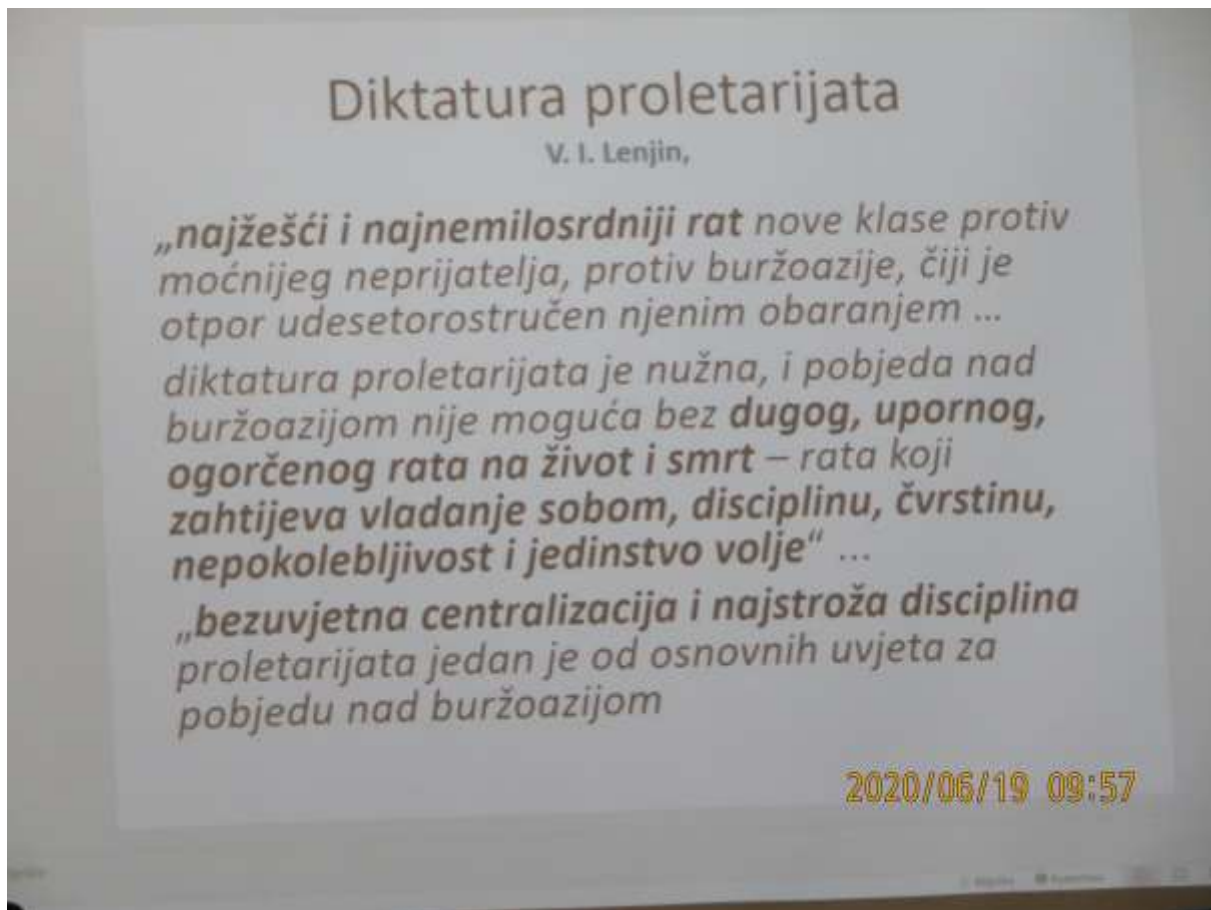 Diktatura proletarijata
V. I. Lenjin,
„najžešći i najnemilosrdniji rat nove klase protiv
moćnijeg neprijatelja, protiv buržoazije, čiji je
otpor udesetorostručen njenim obaranjem ...
diktatura proletarijata je nužna, i pobjeda nad
buržoazijom nije moguća bez dugog, upornog,
ogorčenog rata na život i smrt – rata koji
zahtijeva vladanje sobom, disciplinu, čvrstinu,
nepokolebljivost i jedinstvo volje“ ...
„bezuvjetna centralizacija i najstroža disciplina
proletarijata jedan je od osnovnih uvjeta za
pobjedu nad buržoazijom
2020/06/19 09:57